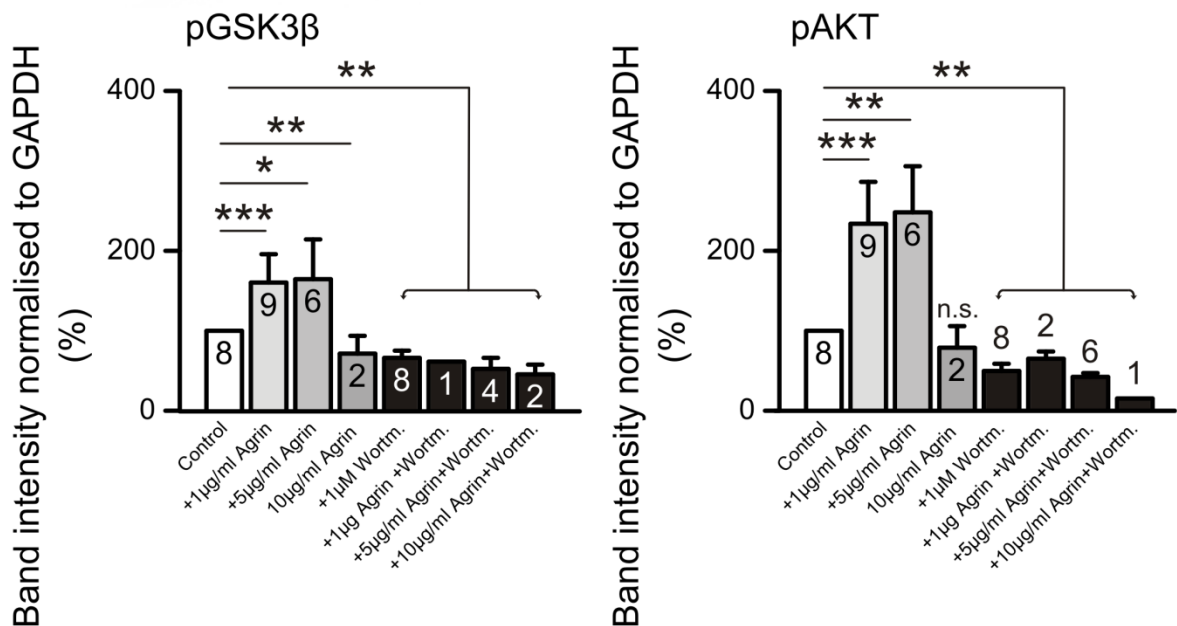 pGSK3β
Band intensity normalised to GAPDH
(%)
400
200
0
**
**
*
***
8
9
6
2
8
1
4
2
Control
+1µg/ml Agrin
+5µg/ml Agrin
10µg/ml Agrin
+1µM Wortm.
+1µg Agrin +Wortm.
+5µg/ml Agrin+Wortm.
+10µg/ml Agrin+Wortm.
pAKT
Band intensity normalised to GAPDH
(%)
400
200
0
**
**
***
n.s.
8
9
6
2
8
2
6
1
Control
+1µg/ml Agrin
+5µg/ml Agrin
10µg/ml Agrin
+1µM Wortm.
+1µg Agrin +Wortm.
+5µg/ml Agrin+Wortm.
+10µg/ml Agrin+Wortm.